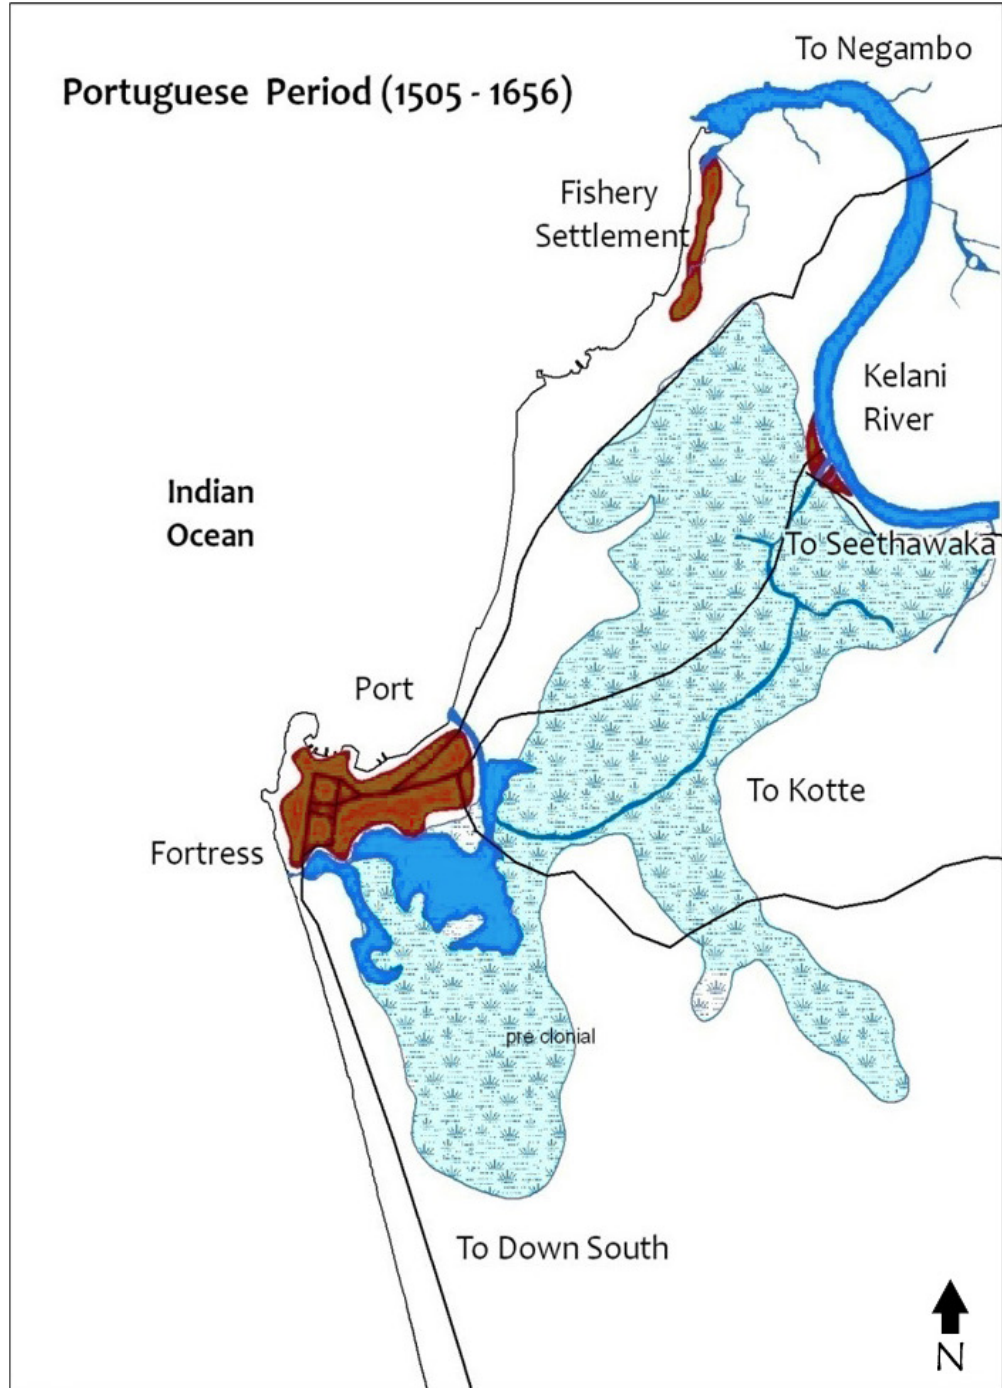 To Negambo
Portuguese Period (1505 - 1656)
Fishery
Settlement
Kelani
River
Indian
Ocean
To Seethawaka
Port
To Kotte
Fortress
pre clonial
To Down South
N